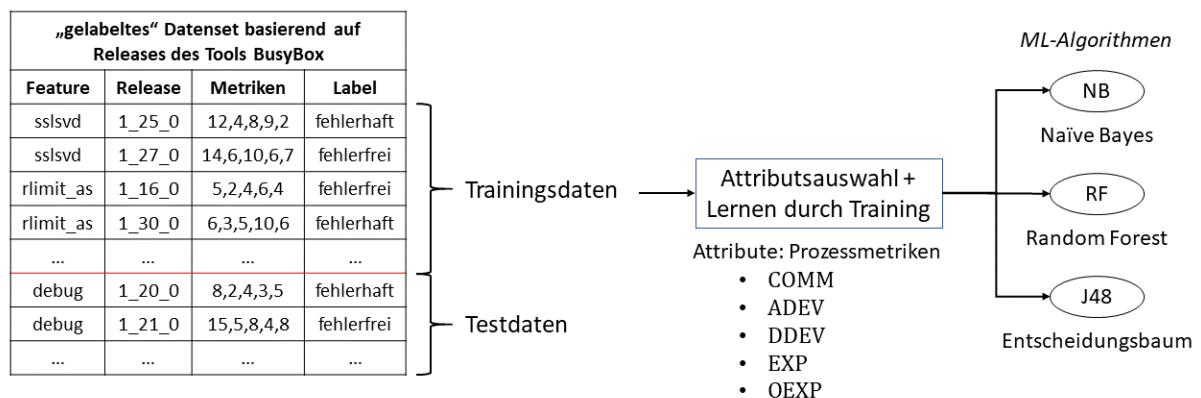 „gelabeltes“ Datenset basierend auf
Releases des Tools BusyBox
Feature Release Metriken Label
sslsvd 1_25_0 12,4,8,9,2 fehlerhaft
sslsvd 1_27_0 14,6,10,6,7 fehlerfrei
rlimit_as 1_16_0 5,2,4,6,4 fehlerfrei
rlimit_as 1_30_0 6,3,5,10,6 fehlerhaft
... ... ... ...
debug 1_20_0 8,2,4,3,5 fehlerhaft
debug 1_21_0 15,5,8,4,8 fehlerfrei
... ... ... ...
Trainingsdaten
Testdaten
Attributsauswahl +
Lernen durch Training
Attribute: Prozessmetriken
• COMM
• ADEV
• DDEV
• EXP
• OEXP
ML-Algorithmen
NB
Naïve Bayes
RF
Random Forest
J48
Entscheidungsbaum